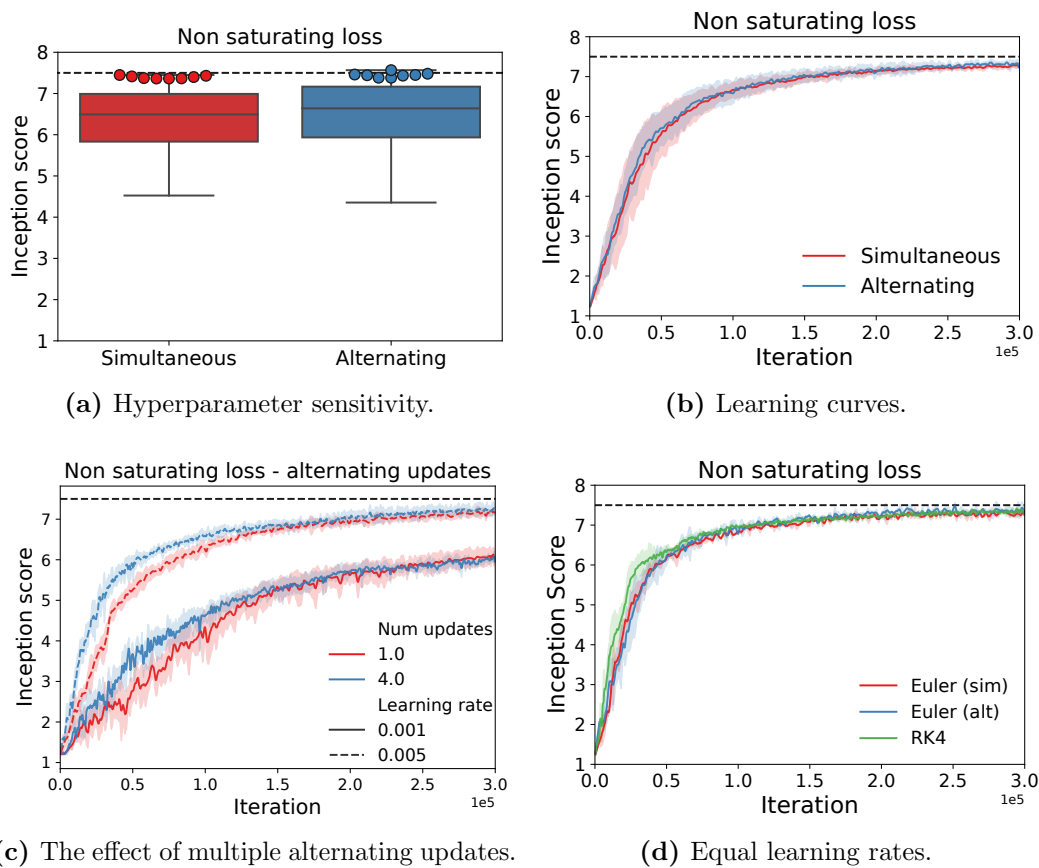 Non saturating loss
8
7
6
5
4
3
2
1
Inception score
Simultaneous
Alternating
(a) Hyperparameter sensitivity.
Non saturating loss
8
7
6
5
4
3
2
1
Inception score
Simultaneous
Alternating
0.0 0.5 1.0 1.5 2.0 2.5 3.0
Iteration
1e5
(b) Learning curves.
Non saturating loss - alternating updates
7
6
5
4
3
2
1
Inception score
Num updates
1.0
4.0
Learning rate
0.001
0.005
0.0 0.5 1.0 1.5 2.0 2.5 3.0
Iteration
1e5
(c) The effect of multiple alternating updates.
Non saturating loss
8
7
6
5
4
3
2
1
Inception Score
Euler (sim)
Euler (alt)
RK4
0.0 0.5 1.0 1.5 2.0 2.5 3.0
Iteration
1e5
(d) Equal learning rates.